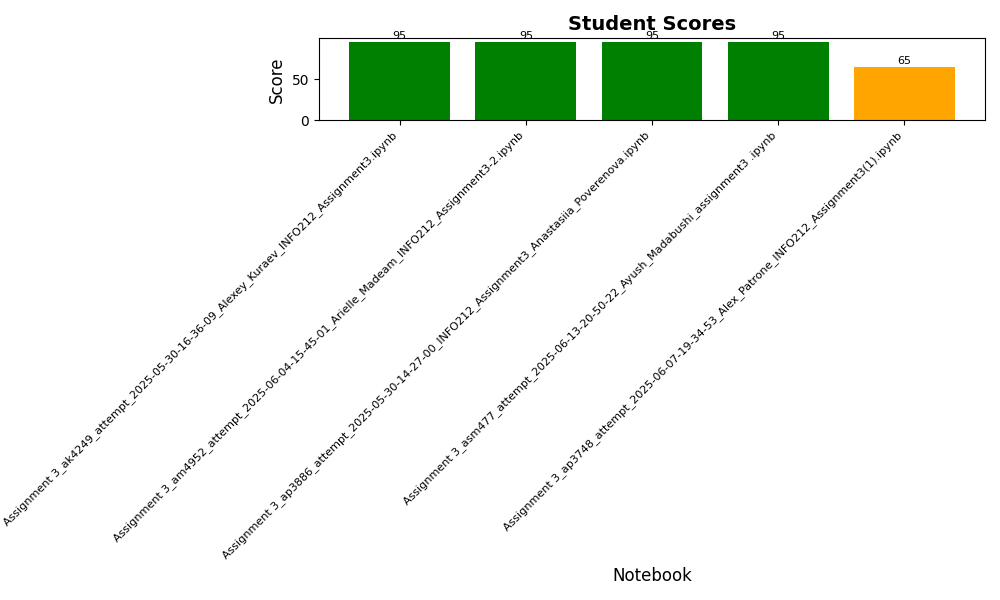 Student Scores
95
95
95
95
65
Score
50
0
Assignment 3_ak4249_attempt_2025-05-30-16-36-09_Alexey_Kuraev_INFO212_Assignment3.ipynb
Assignment 3_am4952_attempt_2025-06-04-15-45-01_Arielle_Madeam_INFO212_Assignment3-2.ipynb
Assignment 3_ap3886_attempt_2025-05-30-14-27-00_INFO212_Assignment3_Anastasiia_Poverenova.ipynb
Assignment 3_asm477_attempt_2025-06-13-20-50-22_Ayush_Madabushi_assignment3 .ipynb
Assignment 3_ap3748_attempt_2025-06-07-19-34-53_Alex_Patrone_INFO212_Assignment3(1).ipynb
Notebook